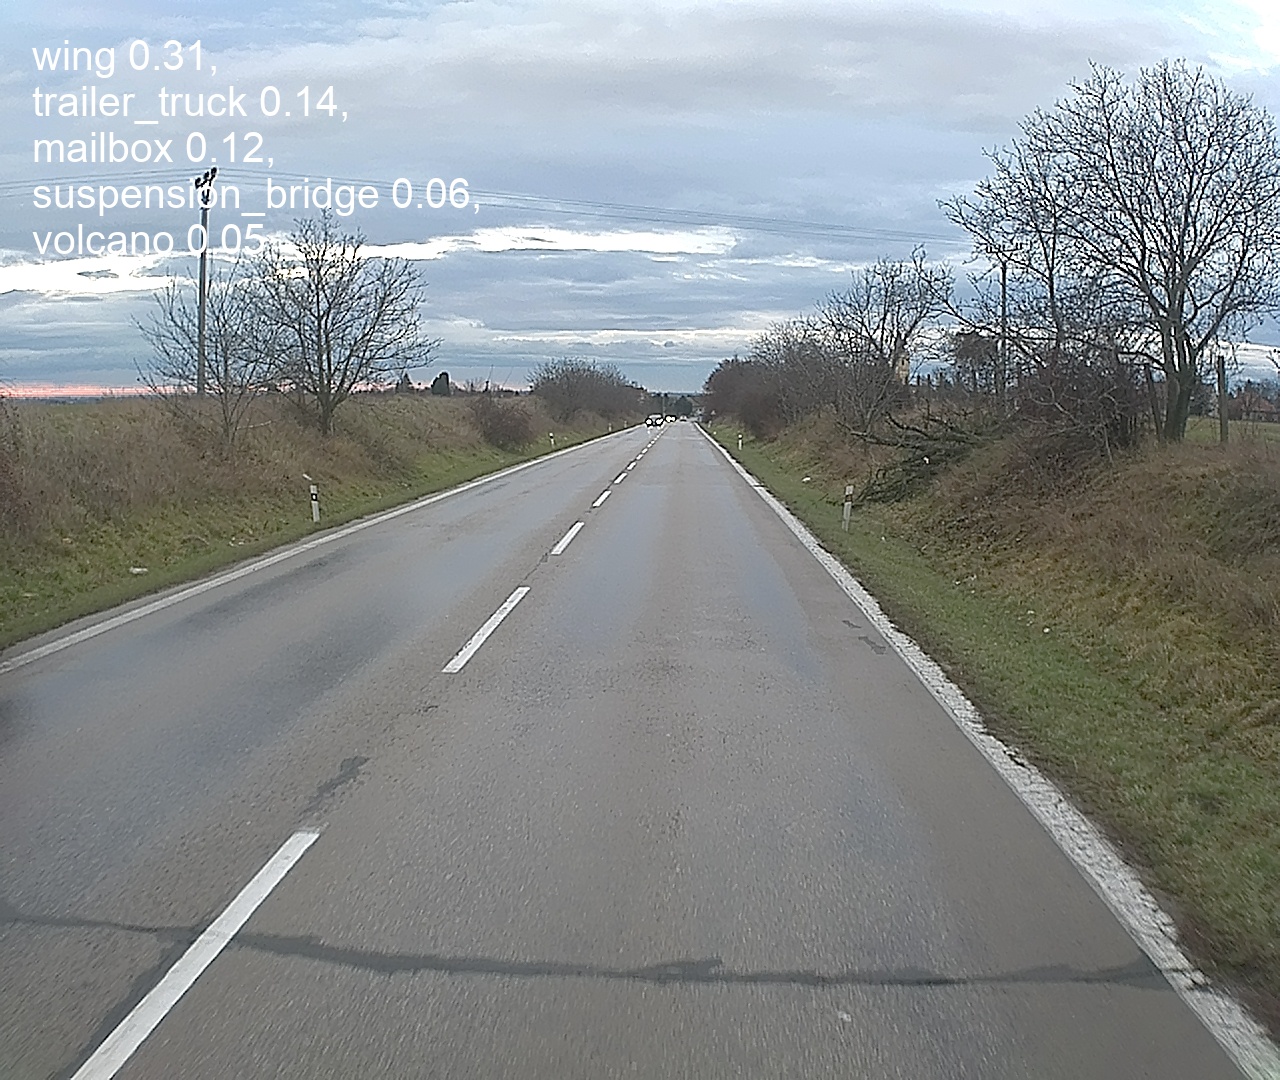 wing 0.31,
trailer_truck 0.14,
mailbox 0.12,
suspension_bridge 0.06,
volcano 0.05,